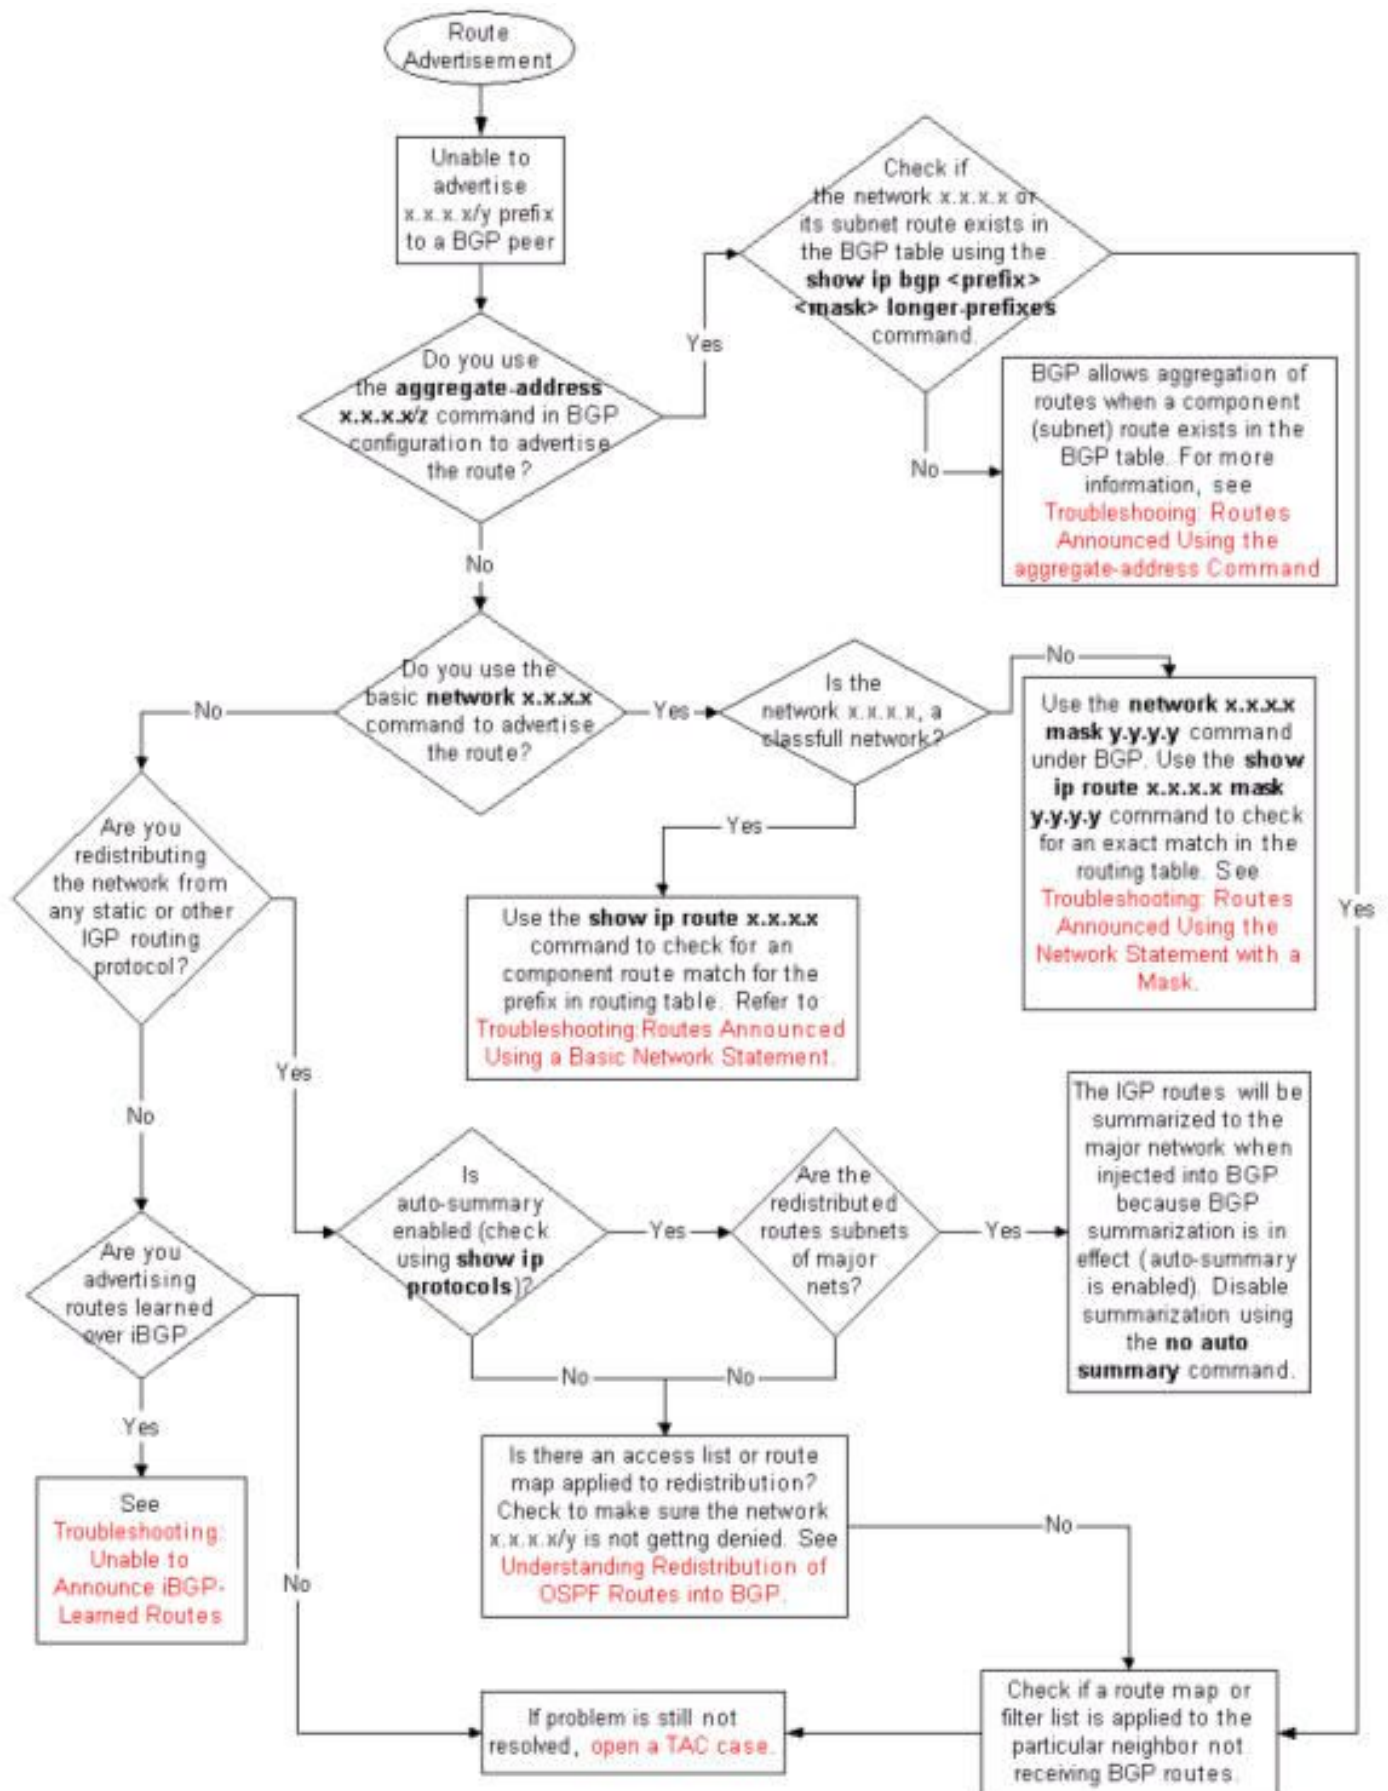 Route
Advertisement
Unable to
advertise
x.x.x.x/y prefix
to a BGP peer
Do you use
the aggregate-address
x.x.x.x/z command in BGP
configuration to advertise
the route?
Yes
Check if
the network x.x.x.x or
its subnet route exists in
the BGP table using the
show ip bgp <prefix>
<mask> longer-prefixes
command.
No
BGP allows aggregation of
routes when a component
(subnet) route exists in the
BGP table. For more
information, see
Troubleshooing: Routes
Announced Using the
aggregate-address Command
Yes
No
Do you use the
basic network x.x.x.x
command to advertise
the route?
Yes
Is the
network x.x.x.x, a
classfull network?
No
Use the network x.x.x.x
mask y.y.y.y command
under BGP. Use the show
ip route x.x.x.x mask
y.y.y.y command to check
for an exact match in the
routing table. See
Troubleshooting: Routes
Announced Using the
Network Statement with a
Mask.
Yes
Use the show ip route x.x.x.x
command to check for an
component route match for the
prefix in routing table. Refer to
Troubleshooting:Routes Announced
Using a Basic Network Statement.
No
Are you
redistributing
the network from
any static or other
IGP routing
protocol?
Yes
Is
auto-summary
enabled (check
using show ip
protocols)?
Yes
Are the
redistributed
routes subnets
of major
nets?
Yes
The IGP routes will be
summarized to the
major network when
injected into BGP
because BGP
summarization is in
effect (auto-summary
is enabled). Disable
summarization using
the no auto
summary command.
No
No
Is there an access list or route
map applied to redistribution?
Check to make sure the network
x.x.x.x/y is not gettng denied. See
Understanding Redistribution of
OSPF Routes into BGP.
No
Check if a route map or
filter list is applied to the
particular neighbor not
receiving BGP routes.
No
Are you
advertising
routes learned
over iBGP
Yes
See
Troubleshooting:
Unable to
Announce iBGP-
Learned Routes
No
If problem is still not
resolved, open a TAC case.